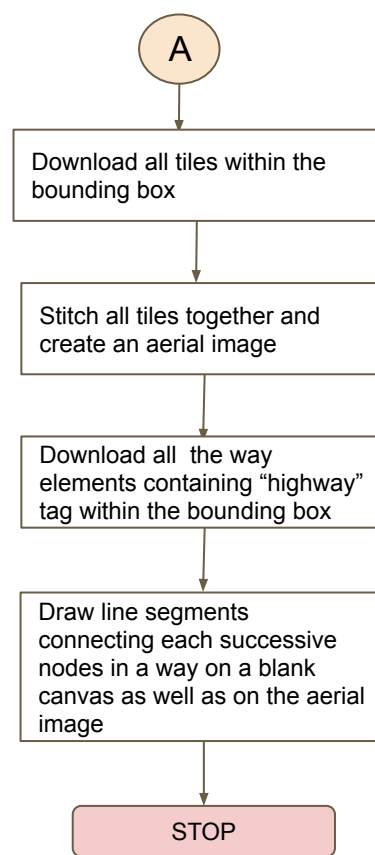 A
Download all tiles within the
bounding box
Stitch all tiles together and
create an aerial image
Download all  the way
elements containing “highway”
tag within the bounding box
Draw line segments
connecting each successive
nodes in a way on a blank
canvas as well as on the aerial
image
STOP